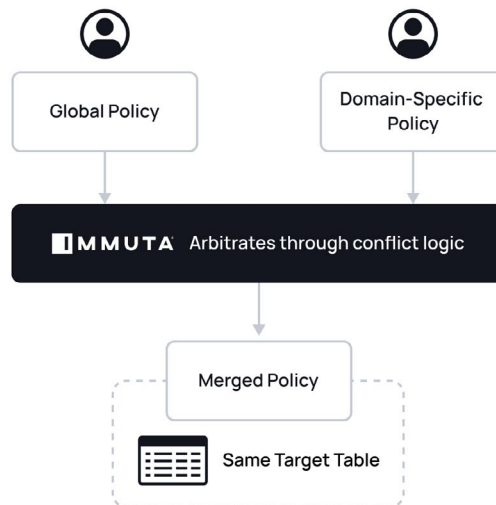 Global Policy
Domain-Specific
Policy
IMMUTA Arbitrates through conflict logic
Merged Policy
Same Target Table